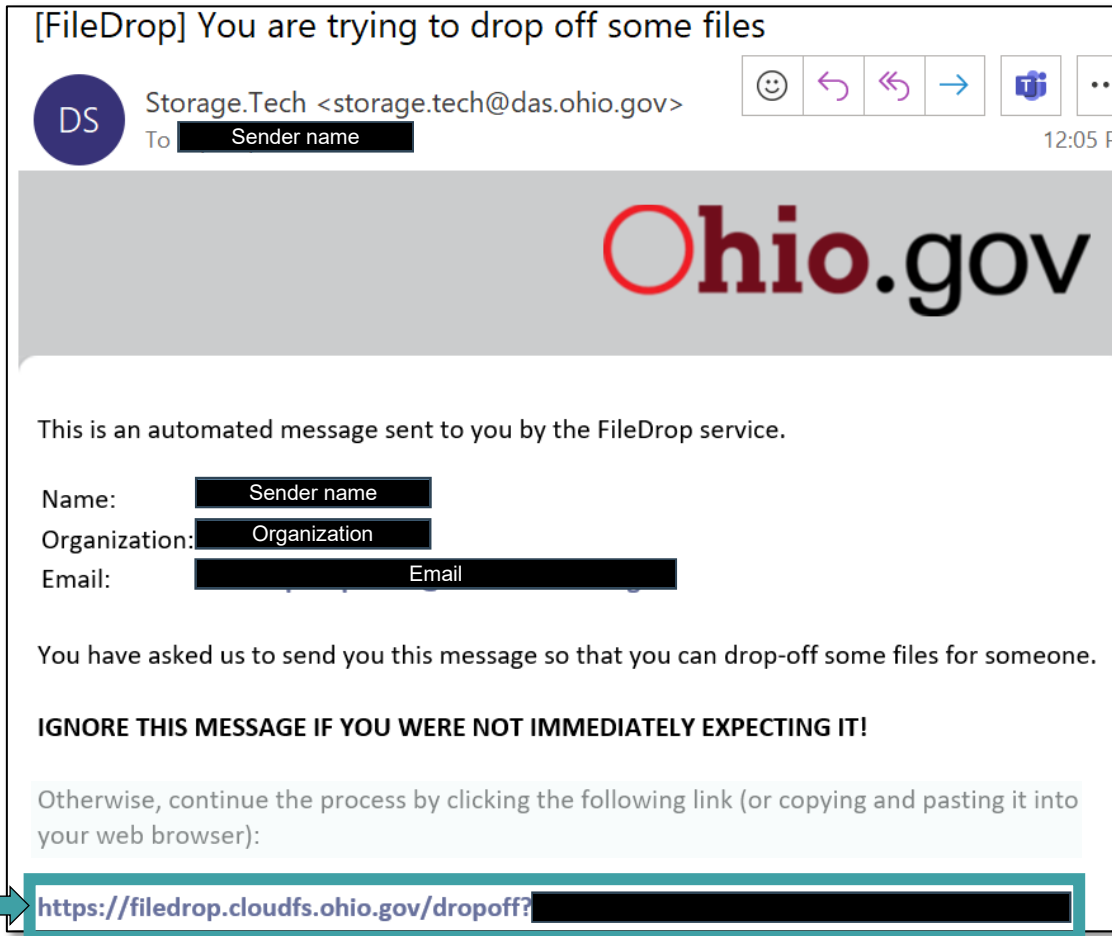 [FileDrop] You are trying to drop off some files
DS
Storage.Tech <storage.tech@das.ohio.gov>
To Sender name
12:05
Ohio.gov
This is an automated message sent to you by the FileDrop service.
Name: Sender name
Organization: Organization
Email: Email
You have asked us to send you this message so that you can drop-off some files for someone.
IGNORE THIS MESSAGE IF YOU WERE NOT IMMEDIATELY EXPECTING IT!
Otherwise, continue the process by clicking the following link (or copying and pasting it into
your web browser):
https://filedrop.cloudfs.ohio.gov/dropoff?